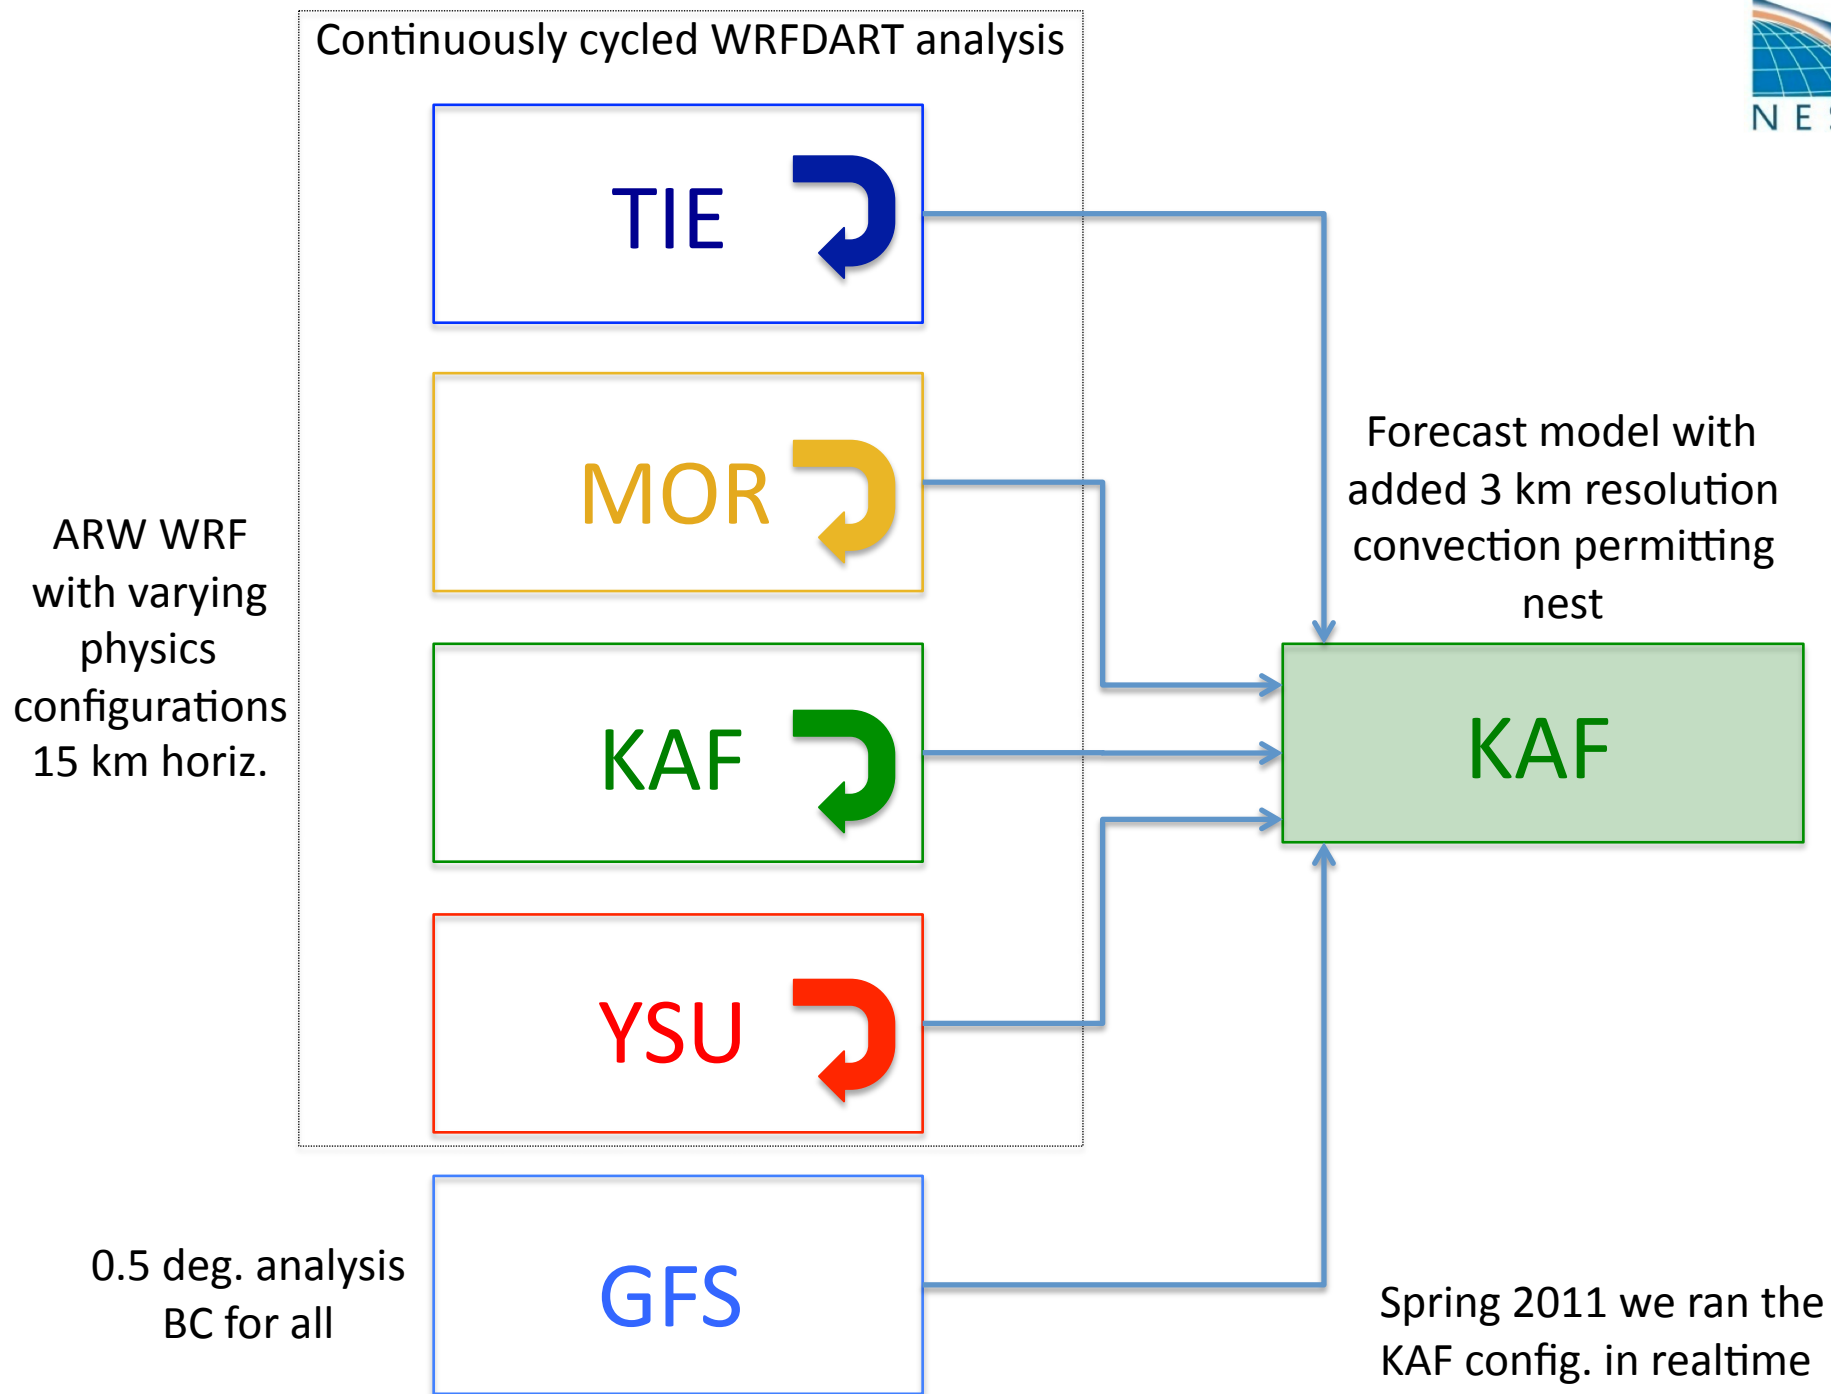 Continuously cycled WRFDART analysis
TIE
MOR
KAF
YSU
GFS
ARW WRF
with varying
physics
configurations
15 km horiz.
0.5 deg. analysis
BC for all
Forecast model with
added 3 km resolution
convection permitting
nest
KAF
Spring 2011 we ran the
KAF config. in realtime
N E S